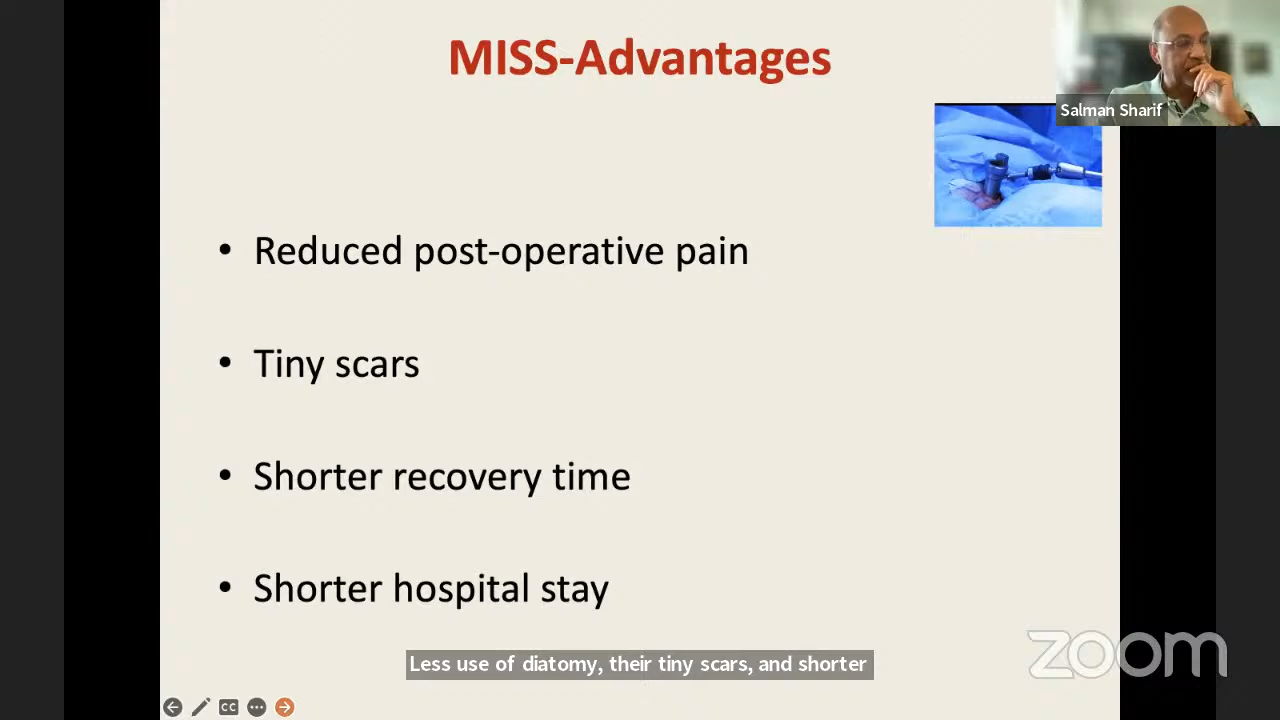 MISS-Advantages
Salman Sharif
• Reduced post-operative pain
• Tiny scars
• Shorter recovery time
• Shorter hospital stay
Less use of diatomy, their tiny scars, and shorter
zoom
CC